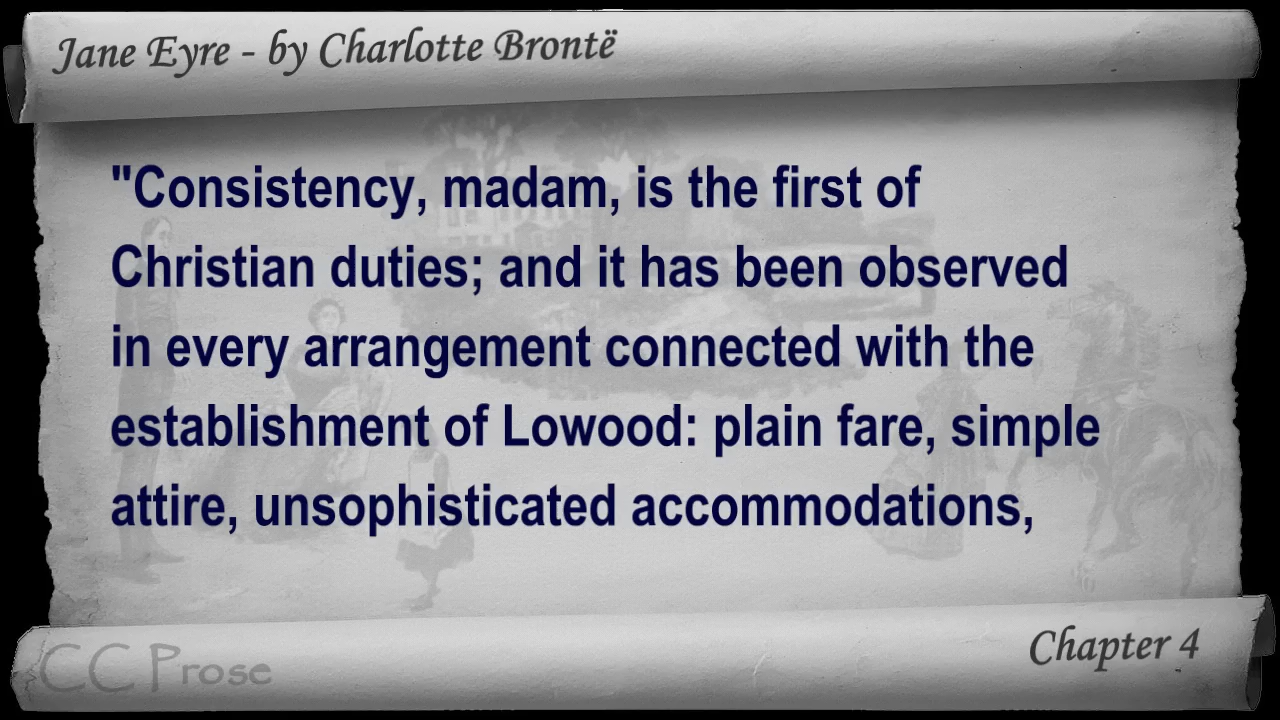 Jane Eyre - by Charlotte Brontë
"Consistency, madam, is the first of
Christian duties; and it has been observed
in every arrangement connected with the
establishment of Lowood: plain fare, simple
attire, unsophisticated accommodations,
Chapter 4
CC Prose